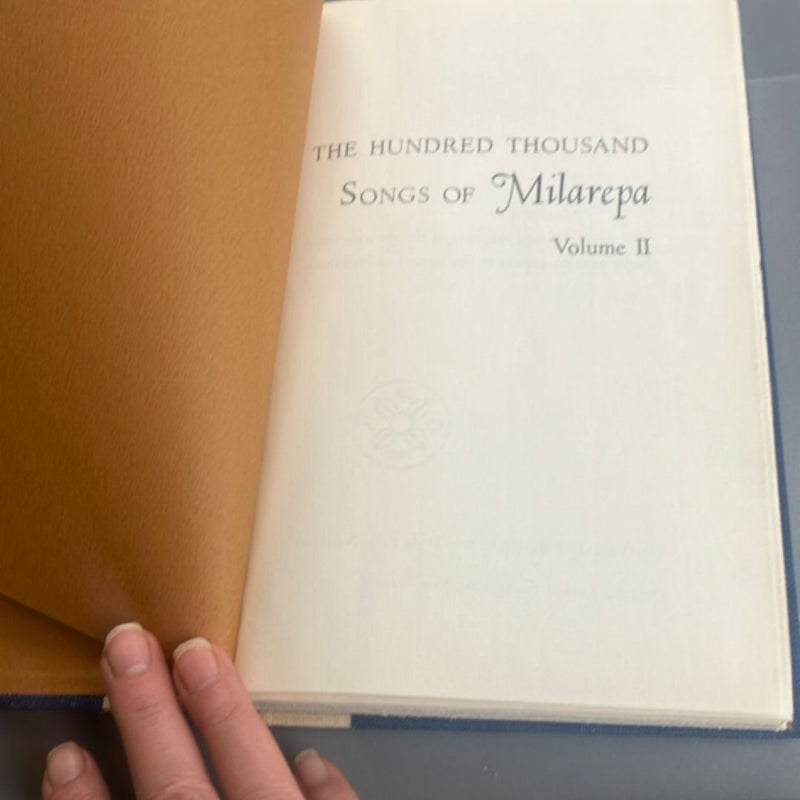 THE HUNDRED THOUSAND
SONGS OF Milarepa
Volume II